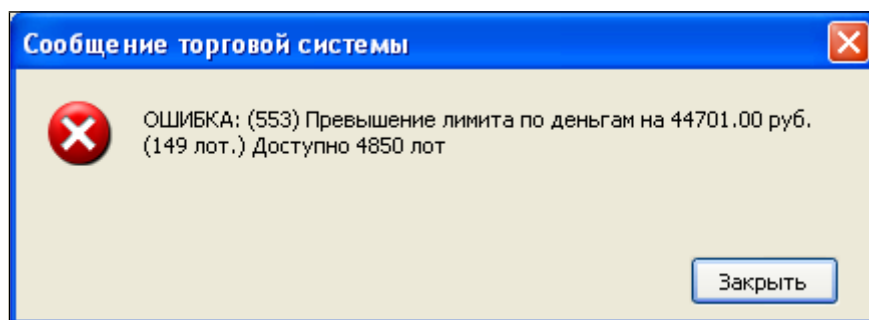 Сообщение торговой системы
ОШИБКА: (553) Превышение лимита по деньгам на 44701.00 руб.
(149 лот.) Доступно 4850 лот
Закрыть